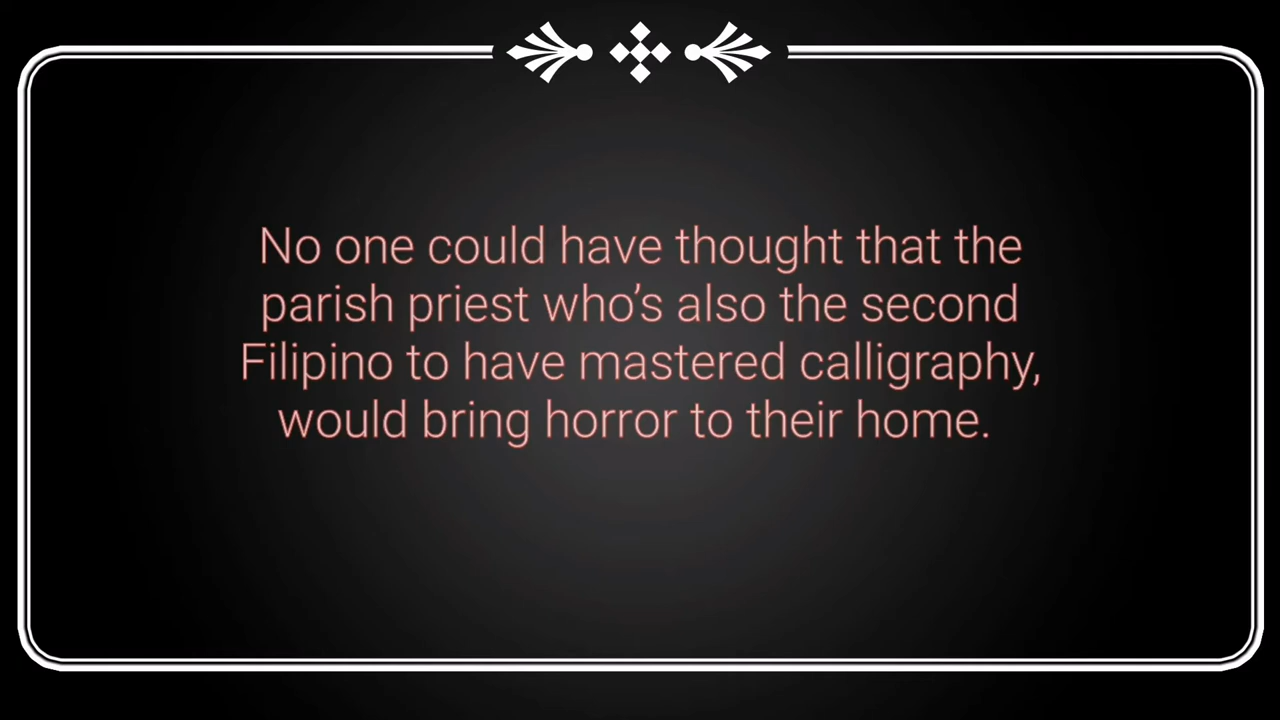 No one could have thought that the
parish priest who’s also the second
Filipino to have mastered calligraphy,
would bring horror to their home.